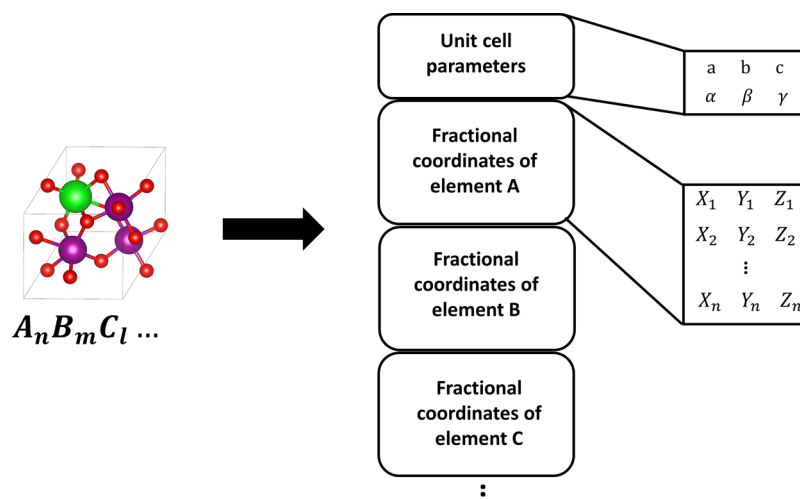 Unit cell
parameters
a b c
α β γ
Fractional
coordinates of
element A
X₁ Y₁ Z₁
X₂ Y₂ Z₂
⋮
Xₙ Yₙ Zₙ
Fractional
coordinates of
element B
AₙBₘCₗ ...
Fractional
coordinates of
element C
⋮